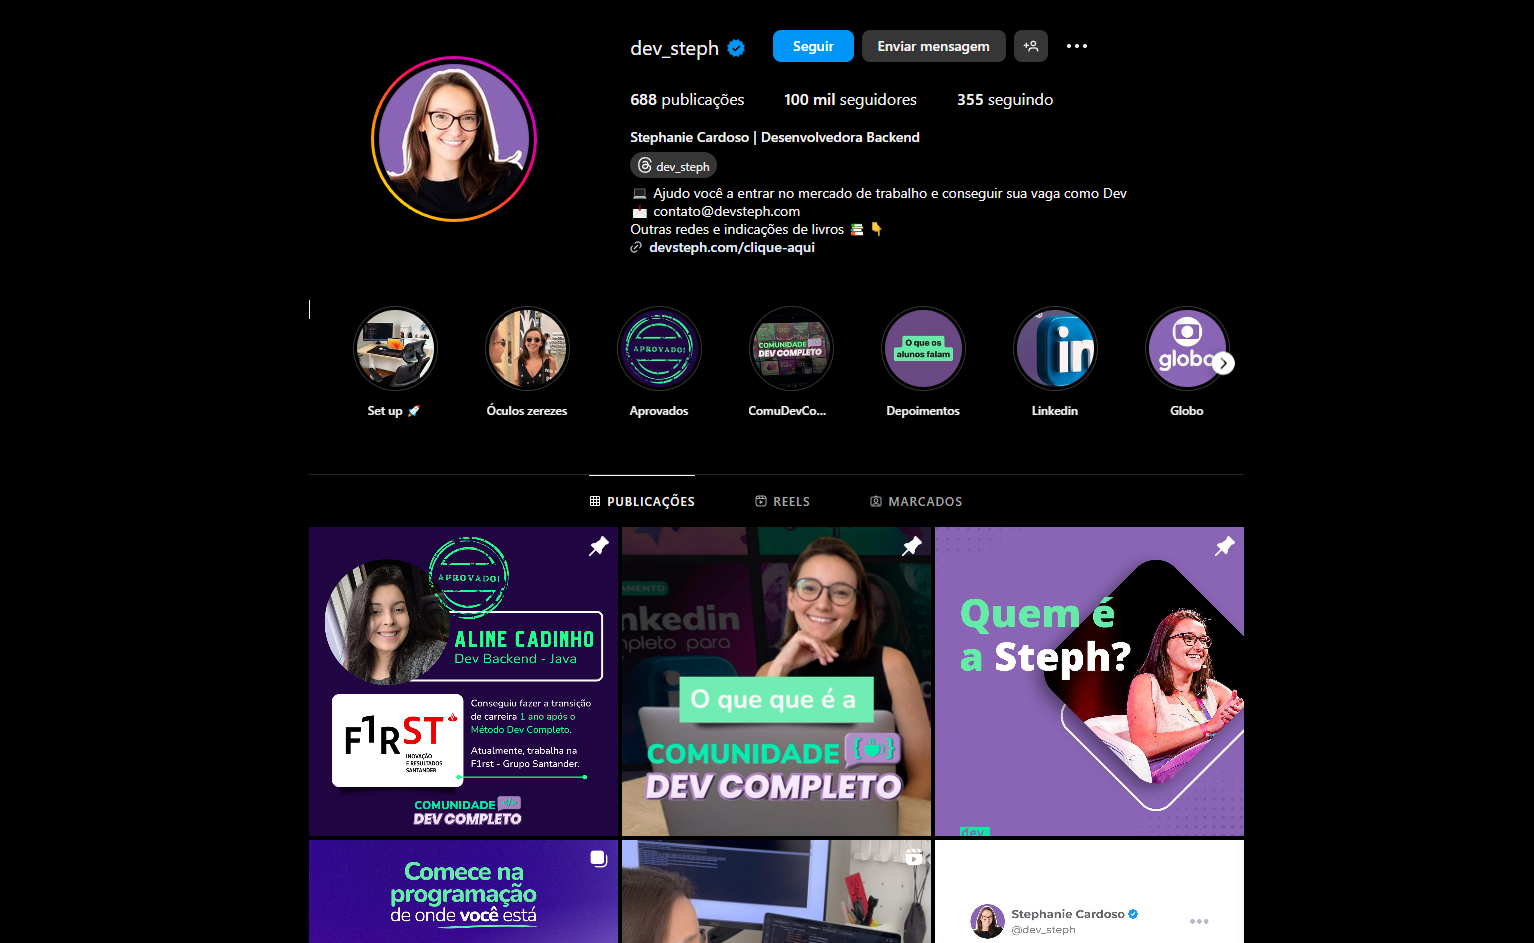 dev_steph
Seguir
Enviar mensagem
688 publicações
100 mil seguidores
355 seguindo
Stephanie Cardoso | Desenvolvedora Backend
dev_steph
Ajudo você a entrar no mercado de trabalho e conseguir sua vaga como Dev
contato@devsteph.com
Outras redes e indicações de livros
devsteph.com/clique-aqui
APROVADO!
COMUNIDADE
DEV COMPLETO
O que os
alunos falam
in
globo
Set up
Óculos zerezes
Aprovados
ComuDevCo...
Depoimentos
Linkedin
Globo
PUBLICAÇÕES
REELS
MARCADOS
APROVADO!
ALINE CADINHO
Dev Backend - Java
F1RST
INOVAÇÃO
E RESULTADOS
SANTANDER
Conseguiu fazer a transição
de carreira 1 ano após o
Método Dev Completo.
Atualmente, trabalha na
F1rst - Grupo Santander.
COMUNIDADE
DEV COMPLETO
AMENTO
nkedin
mpleto para
O que que é a
COMUNIDADE
DEV COMPLETO
Quem é
a Steph?
dev
Comece na
programação
de onde você está
Stephanie Cardoso
@dev_steph